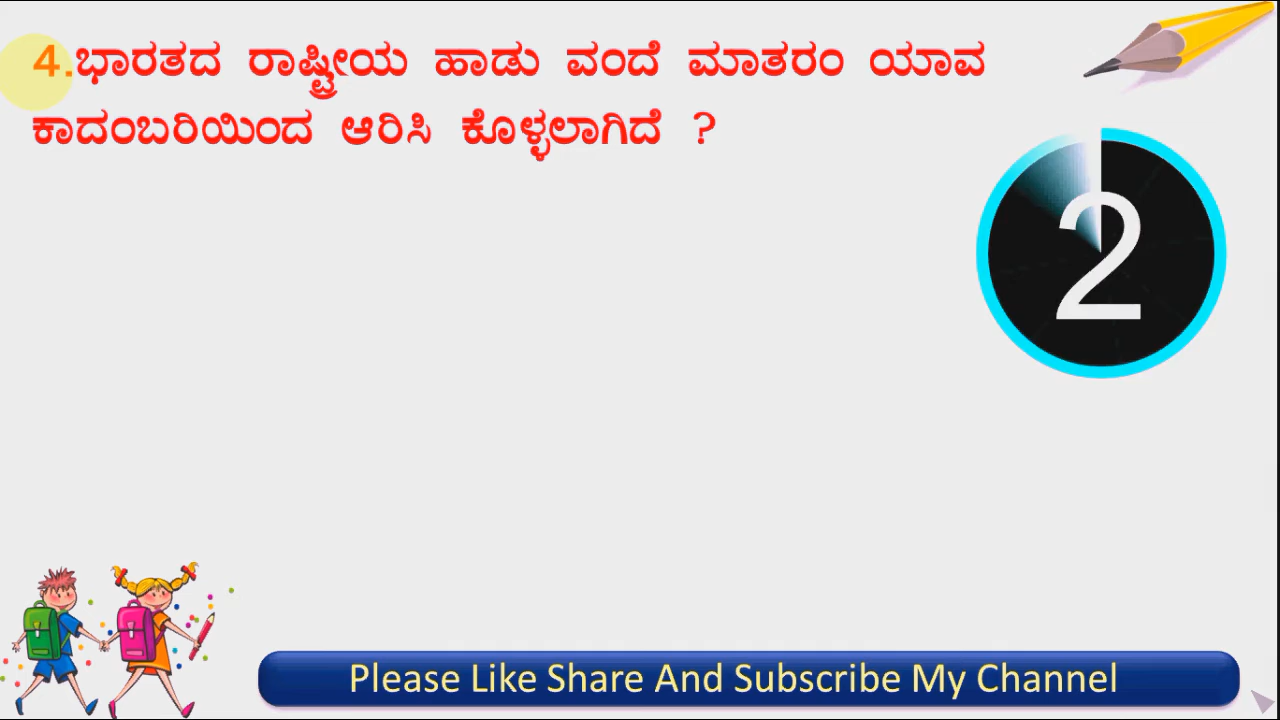 4.ಭಾರತದ ರಾಷ್ಟ್ರೀಯ ಹಾಡು ವಂದೆ ಮಾತರಂ ಯಾವ
ಕಾದಂಬರಿಯಿಂದ ಆರಿಸಿ ಕೊಳ್ಳಲಾಗಿದೆ ?
2
Please Like Share And Subscribe My Channel